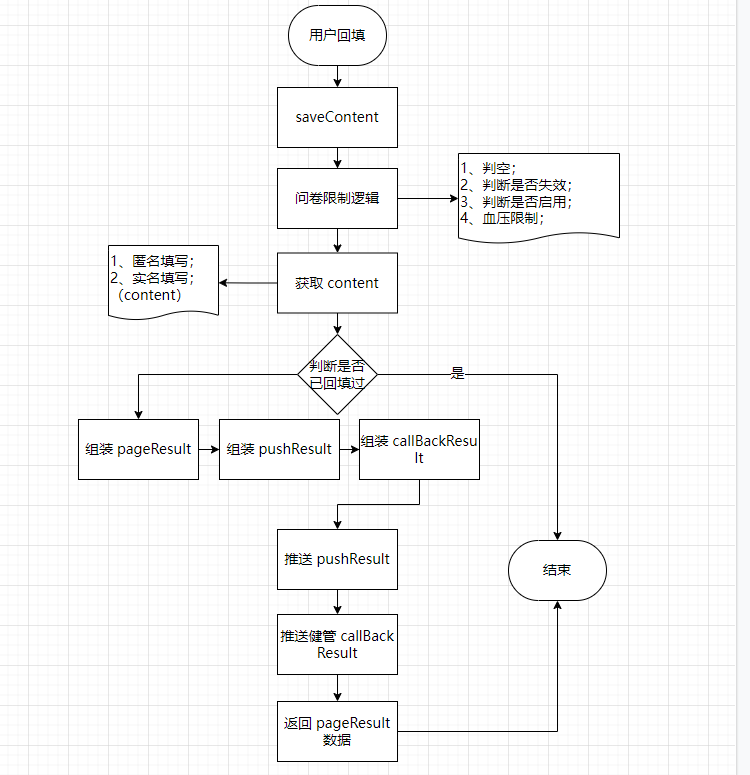 用户回填
saveContent
问卷限制逻辑
1、判空；
2、判断是否失效；
3、判断是否启用；
4、血压限制；
1、匿名填写；
2、实名填写；
（content）
获取 content
判断是否
已回填过
是
组装 pageResult
组装 pushResult
组装 callBackResu
lt
推送 pushResult
结束
推送健管 callBack
Result
返回 pageResult
数据